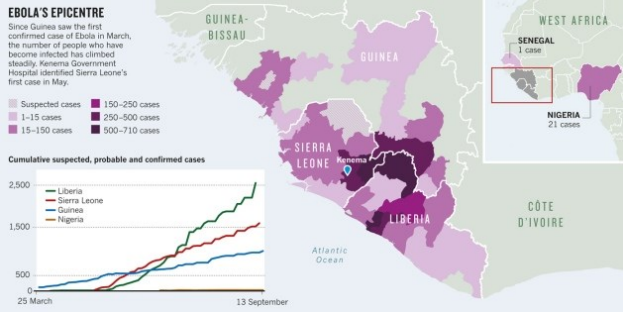 EBOLA'S EPICENTRE
Since Guinea saw the first
confirmed case of Ebola in March,
the number of people who have
become infected has climbed
steadily. Kenema Government
Hospital identified Sierra Leone's
first case in May.
Suspected cases
1–15 cases
15–150 cases
150–250 cases
250–500 cases
500–710 cases
Cumulative suspected, probable and confirmed cases
2,500
1,500
500
0
Liberia
Sierra Leone
Guinea
Nigeria
25 March
13 September
GUINEA-
BISSAU
GUINEA
SIERRA
LEONE
Kenema
LIBERIA
Atlantic
Ocean
CÔTE
D'IVOIRE
WEST AFRICA
SENEGAL
1 case
NIGERIA
21 cases